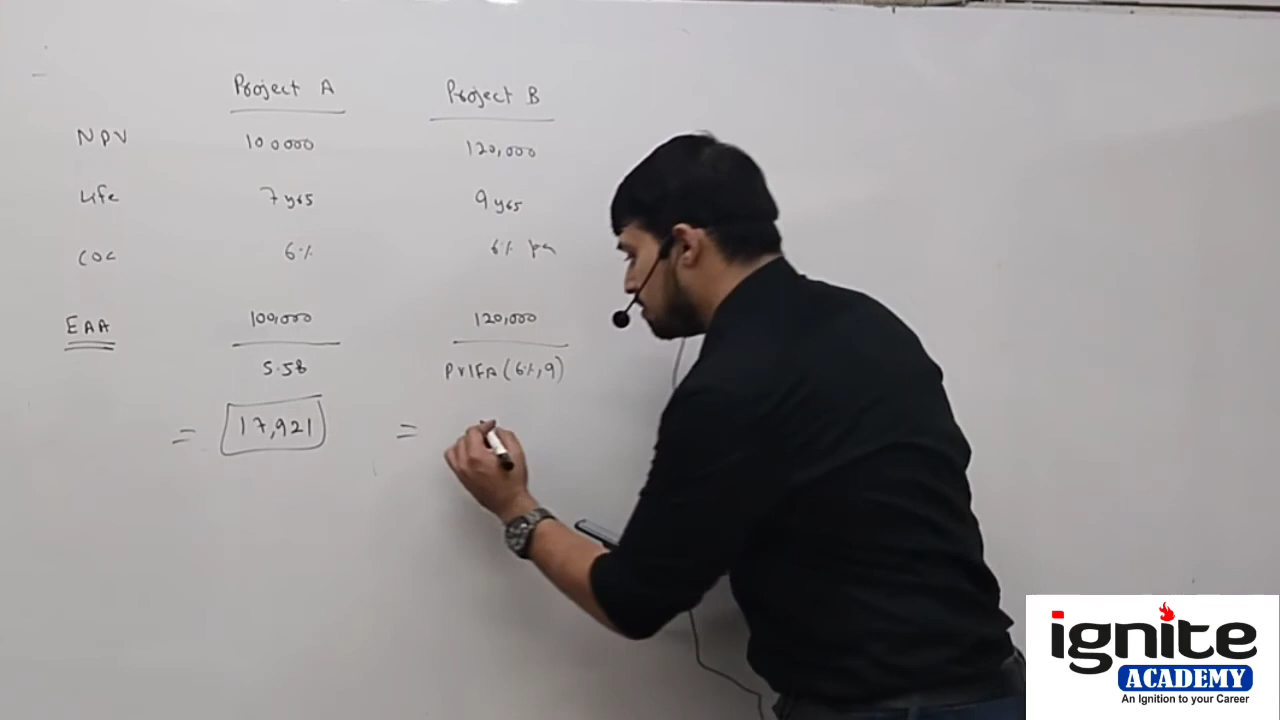 Project A Project B
NPV 100000 120,000
Life 7 yrs 9 yrs
COC 6% 6% pa
EAA 100,000 120,000
5.58 PVIFA (6%, 9)
= 17,921 =
ignite
ACADEMY
An Ignition to your Career